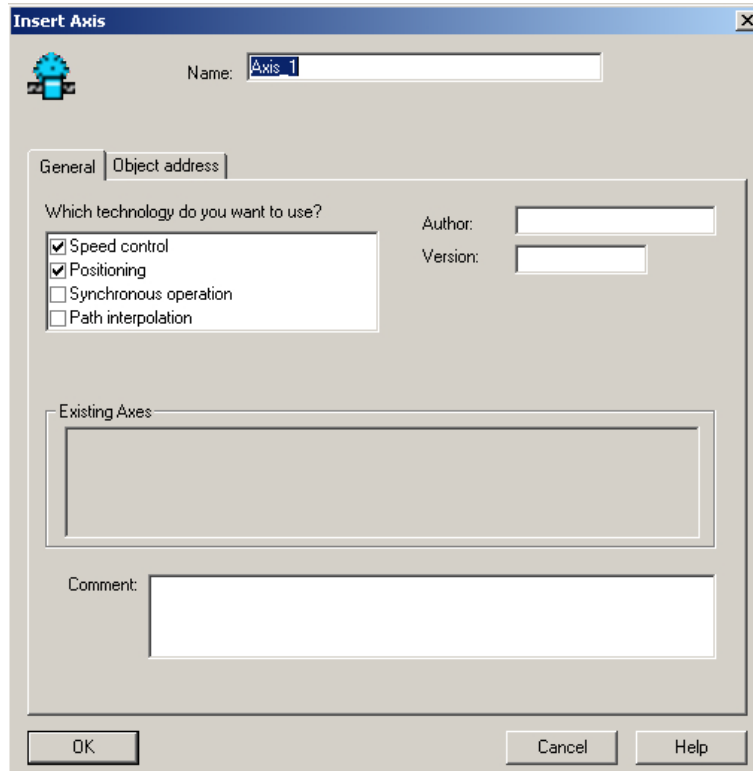 Insert Axis
Name: Axis_1
General Object address
Which technology do you want to use?
Speed control
Positioning
Synchronous operation
Path interpolation
Author:
Version:
Existing Axes
Comment:
OK Cancel Help